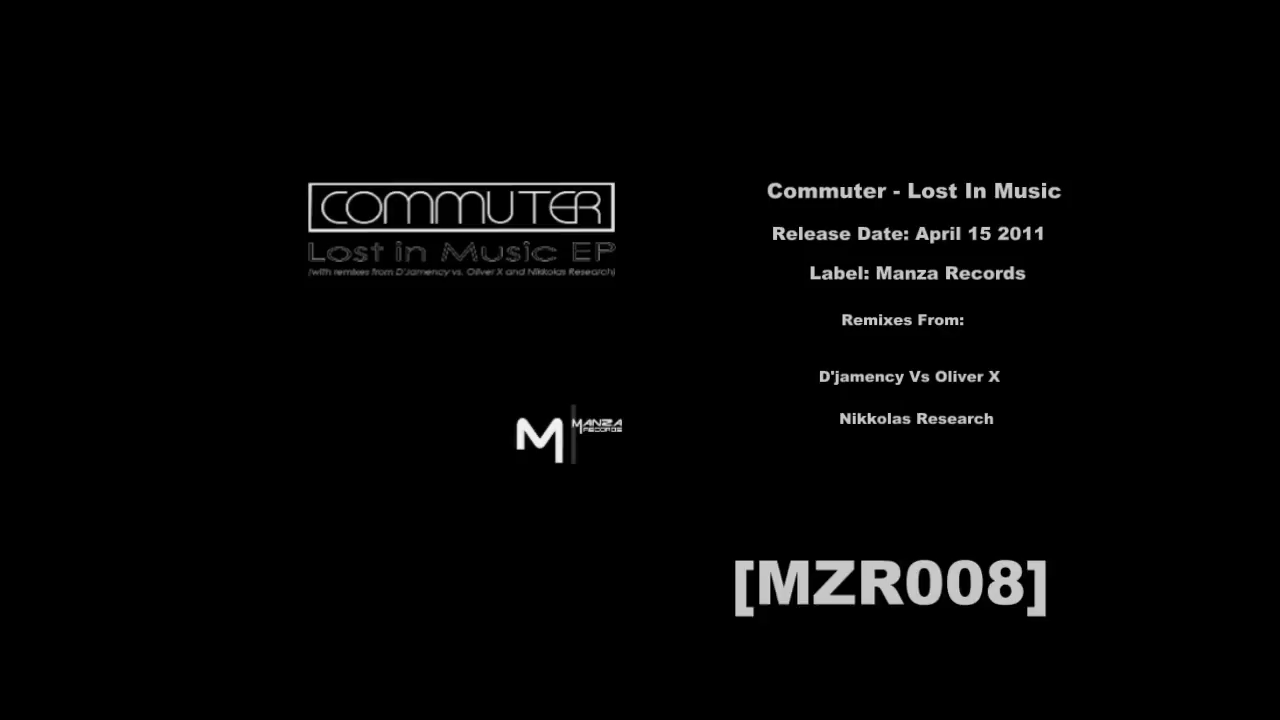 COMMUTER
Lost in Music EP
(with remixes from D'Jamency vs. Oliver X and Nikkolas Research)
M
MANZA
RECORDS
Commuter - Lost In Music
Release Date: April 15 2011
Label: Manza Records
Remixes From:
D'jamency Vs Oliver X
Nikkolas Research
[MZR008]